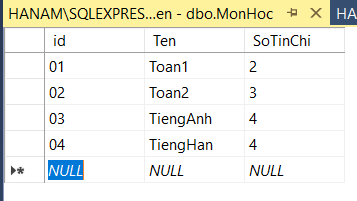 HANAM\SQLEXPRES...en - dbo.MonHoc HA
id Ten SoTinChi
01 Toan1 2
02 Toan2 3
03 TiengAnh 4
04 TiengHan 4
NULL NULL NULL